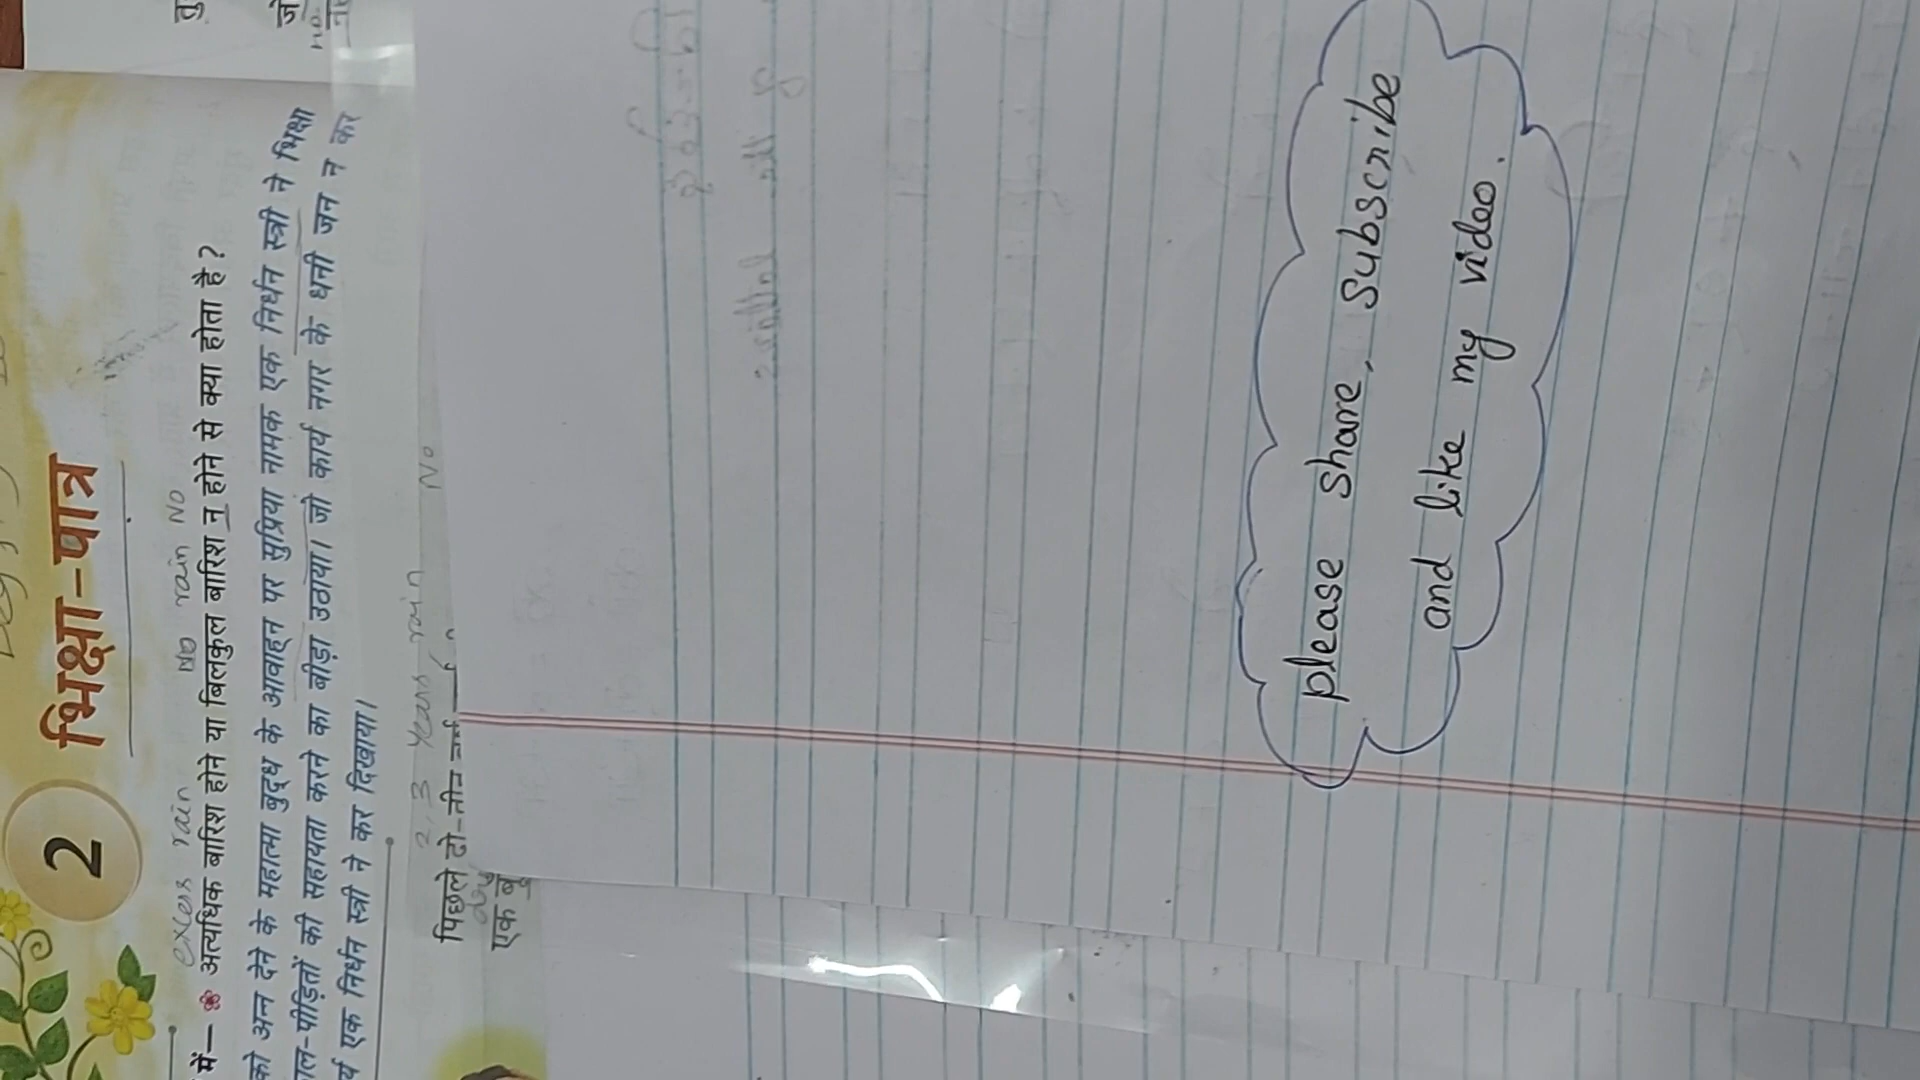 2
भिक्षा-पात्र
excess rain No rain NO
में— अत्यधिक बारिश होने या बिलकुल बारिश न होने से क्या होता है?
को अन्न देने के महात्मा बुद्ध के आवाहन पर सुप्रिया नामक एक निर्धन स्त्री ने भिक्षा
ाल-पीड़ितों की सहायता करने का बीड़ा उठाया। जो कार्य नगर के धनी जन न कर
र्य एक निर्धन स्त्री ने कर दिखाया।
2, 3 Years rain No
पिछले दो-तीन
एक
please share, Subscribe
and like my video.